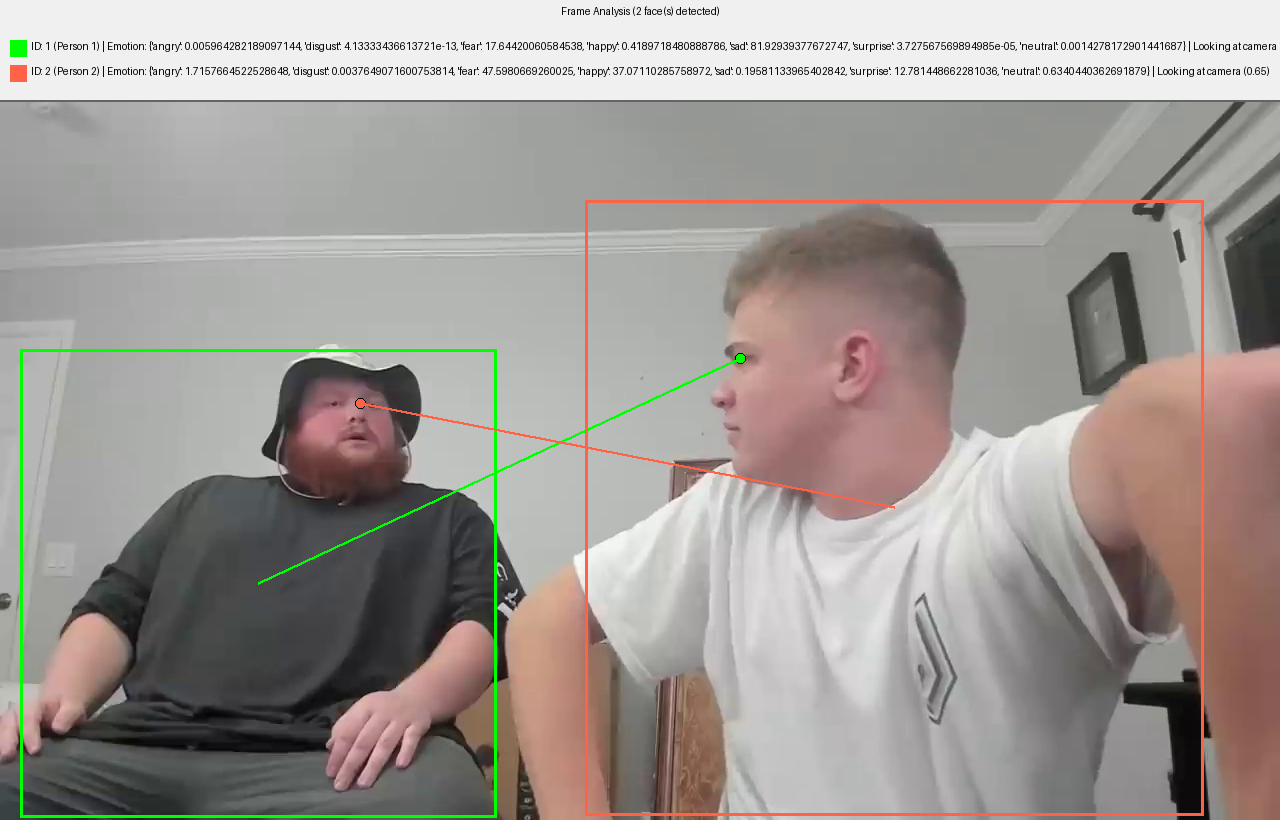 Frame Analysis (2 face(s) detected)
ID: 1 (Person 1) | Emotion: {'angry': 0.005964282189097144, 'disgust': 4.13333436613721e-13, 'fear': 17.64420060584538, 'happy': 0.4189718480888786, 'sad': 81.92939377672747, 'surprise': 3.727567569894985e-05, 'neutral': 0.0014278172901441687} | Looking at camera
ID: 2 (Person 2) | Emotion: {'angry': 1.7157664522528648, 'disgust': 0.0037649071600753814, 'fear': 47.5980669260025, 'happy': 37.07110285758972, 'sad': 0.19581133965402842, 'surprise': 12.781448662281036, 'neutral': 0.6340440362691879} | Looking at camera (0.65)